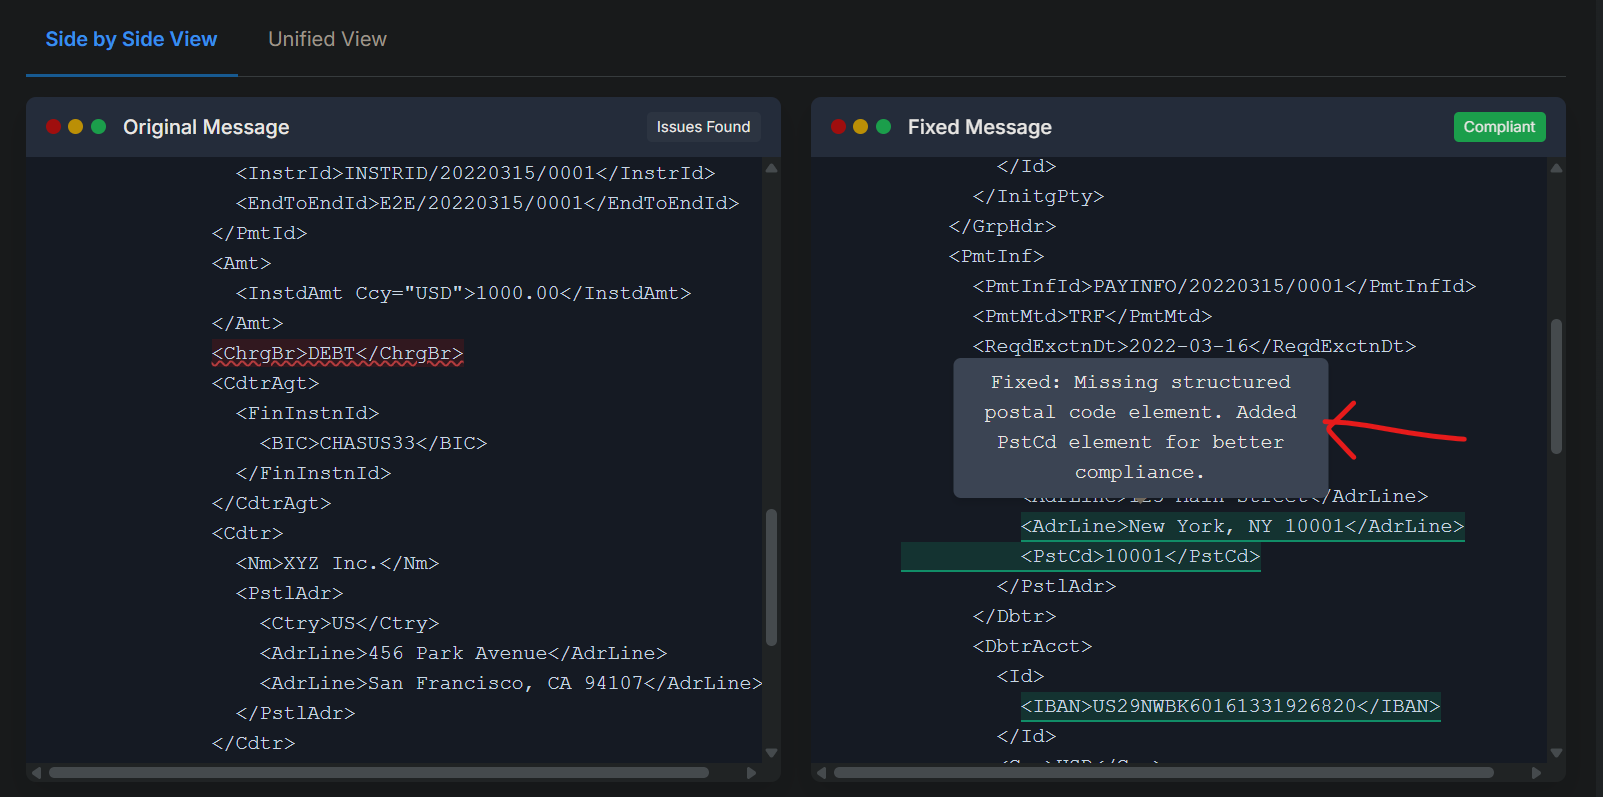 Side by Side View
Unified View
Original Message
Issues Found
<InstrId>INSTRID/20220315/0001</InstrId>
<EndToEndId>E2E/20220315/0001</EndToEndId>
</PmtId>
<Amt>
<InstdAmt Ccy="USD">1000.00</InstdAmt>
</Amt>
<ChrgBr>DEBT</ChrgBr>
<CdtrAgt>
<FinInstnId>
<BIC>CHASUS33</BIC>
</FinInstnId>
</CdtrAgt>
<Cdtr>
<Nm>XYZ Inc.</Nm>
<PstlAdr>
<Ctry>US</Ctry>
<AdrLine>456 Park Avenue</AdrLine>
<AdrLine>San Francisco, CA 94107</AdrLine>
</PstlAdr>
</Cdtr>
Fixed Message
Compliant
</Id>
</InitgPty>
</GrpHdr>
<PmtInf>
<PmtInfId>PAYINFO/20220315/0001</PmtInfId>
<PmtMtd>TRF</PmtMtd>
<ReqdExctnDt>2022-03-16</ReqdExctnDt>
Fixed: Missing structured
postal code element. Added
PstCd element for better
compliance.
<AdrLine>123 Main Street</AdrLine>
<AdrLine>New York, NY 10001</AdrLine>
<PstCd>10001</PstCd>
</PstlAdr>
</Dbtr>
<DbtrAcct>
<Id>
<IBAN>US29NWBK60161331926820</IBAN>
</Id>